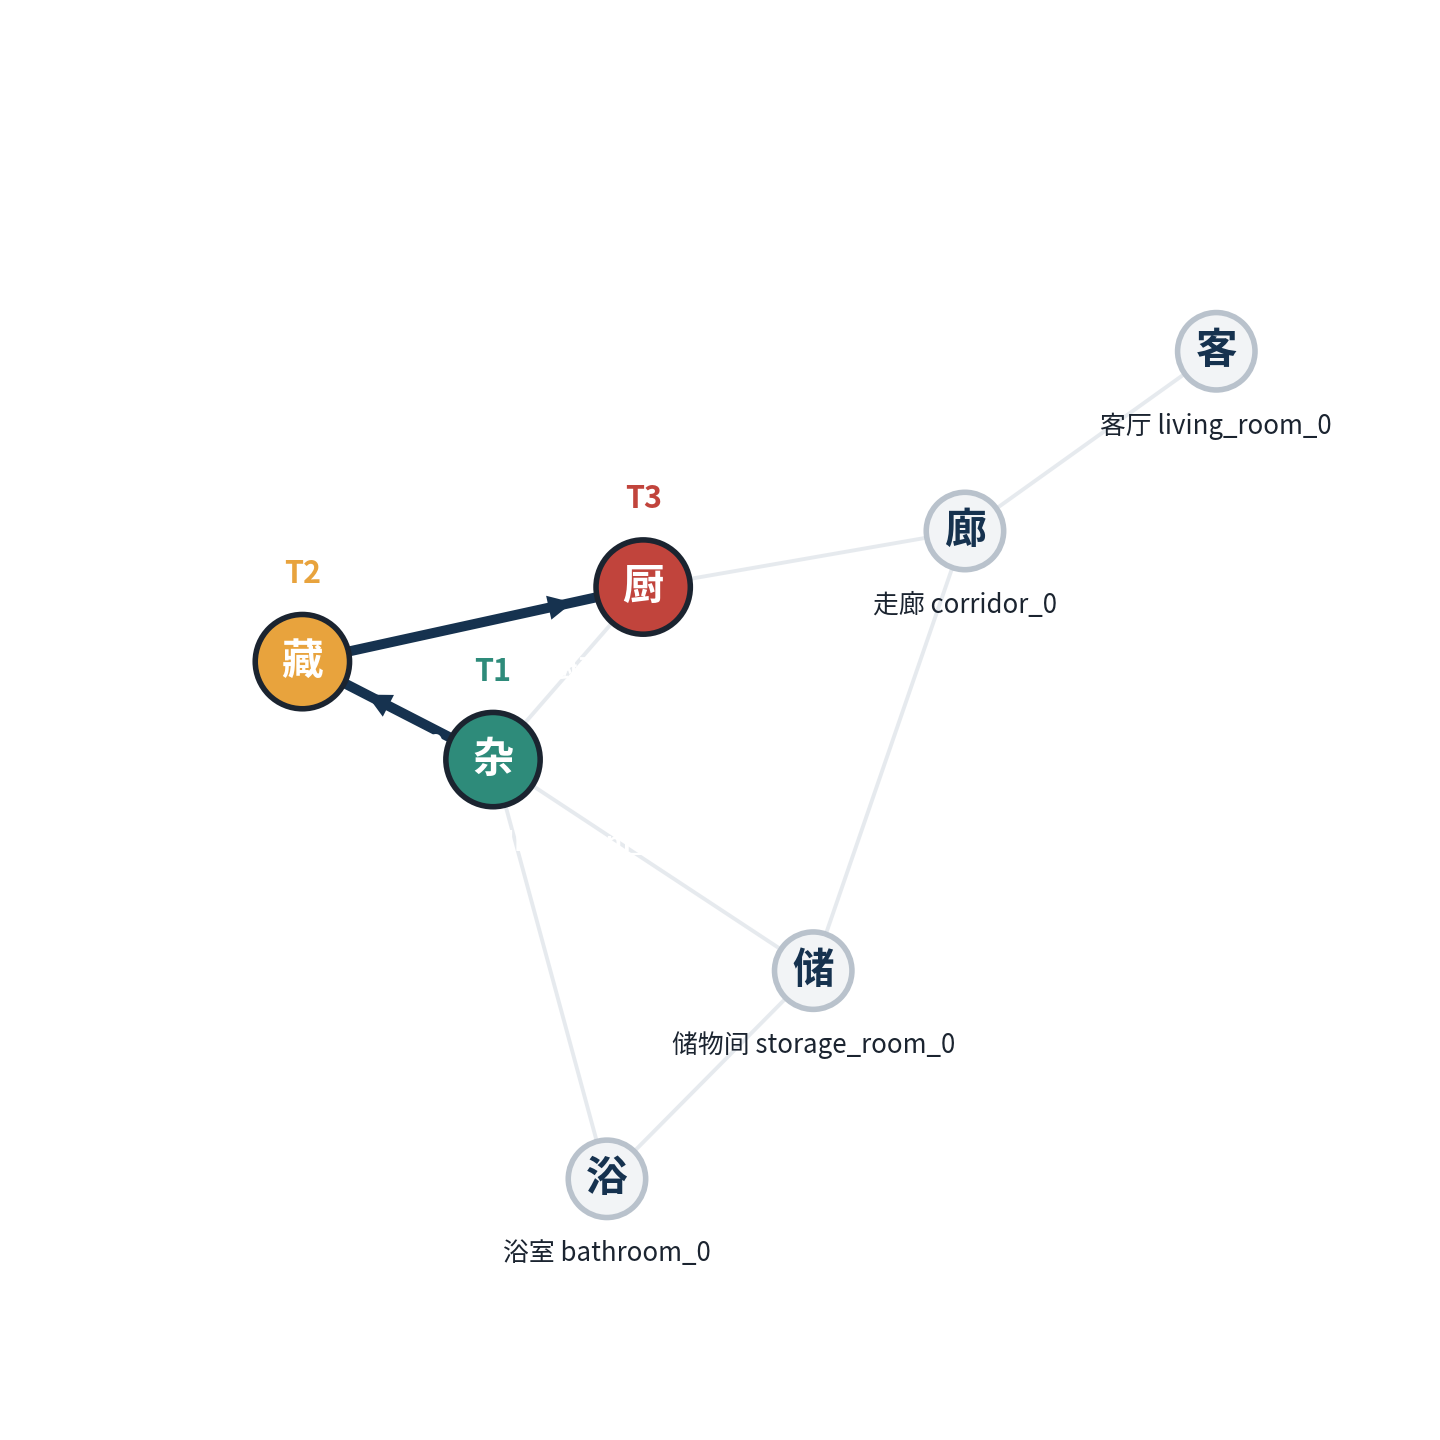 客
客厅 living_room_0
T3
廊
厨
走廊 corridor_0
T2
藏
T1
杂
储
储物间 storage_room_0
浴
浴室 bathroom_0